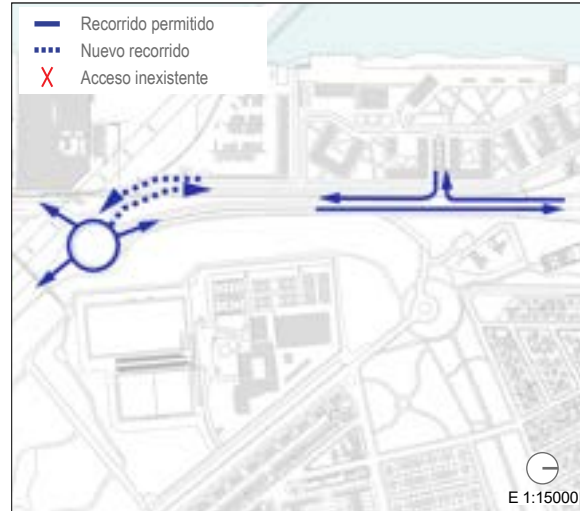 Recorrido permitido
Nuevo recorrido
Acceso inexistente
E 1:15000